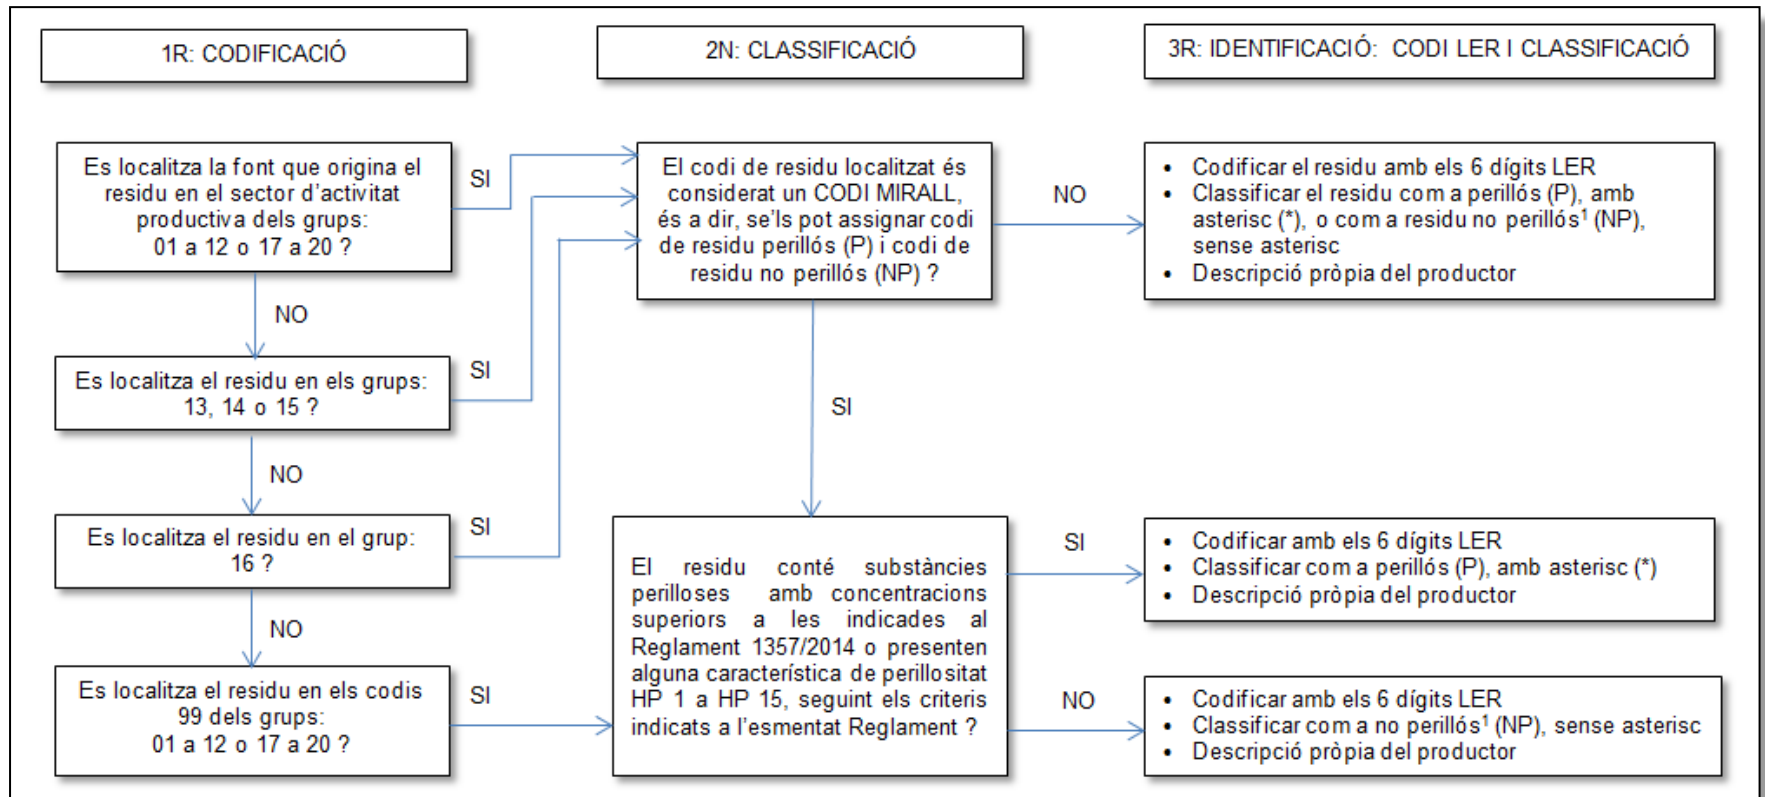 1R: CODIFICACIÓ
2N: CLASSIFICACIÓ
3R: IDENTIFICACIÓ: CODI LER I CLASSIFICACIÓ
Es localitza la font que origina el
residu en el sector d'activitat
productiva dels grups:
01 a 12 o 17 a 20 ?
SI
NO
Es localitza el residu en els grups:
13, 14 o 15 ?
SI
NO
Es localitza el residu en el grup:
16 ?
SI
NO
Es localitza el residu en els codis
99 dels grups:
01 a 12 o 17 a 20 ?
SI
El codi de residu localitzat és
considerat un CODI MIRALL,
és a dir, se'ls pot assignar codi
de residu perillós (P) i codi de
residu no perillós (NP) ?
NO
SI
El residu conté substàncies
perilloses amb concentracions
superiors a les indicades al
Reglament 1357/2014 o presenten
alguna característica de perillositat
HP 1 a HP 15, seguint els criteris
indicats a l'esmentat Reglament ?
SI
NO
• Codificar el residu amb els 6 dígits LER
• Classificar el residu com a perillós (P), amb
asterisc (*), o com a residu no perillós¹ (NP),
sense asterisc
• Descripció pròpia del productor
• Codificar amb els 6 dígits LER
• Classificar com a perillós (P), amb asterisc (*)
• Descripció pròpia del productor
• Codificar amb els 6 dígits LER
• Classificar com a no perillós¹ (NP), sense asterisc
• Descripció pròpia del productor